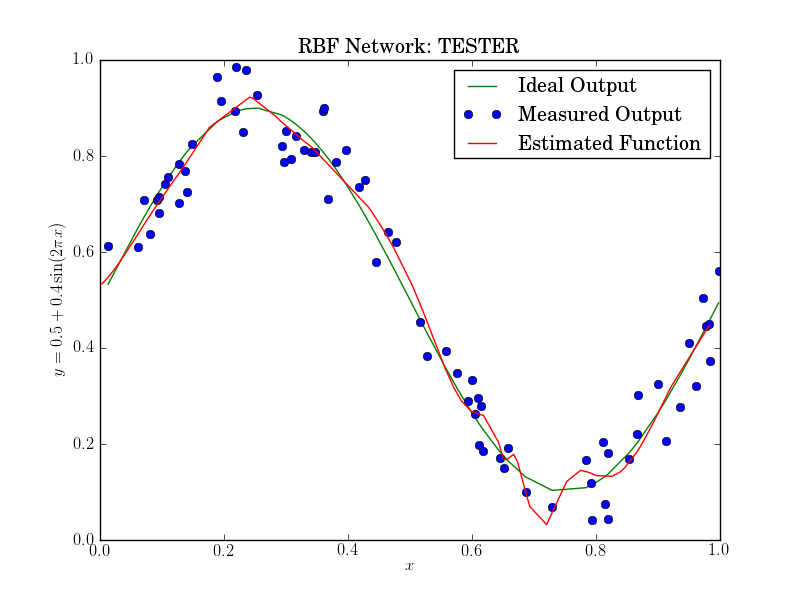 RBF Network: TESTER
Ideal Output
Measured Output
Estimated Function
y = 0.5 + 0.4 sin(2πx)
1.0
0.8
0.6
0.4
0.2
0.0
0.0 0.2 0.4 0.6 0.8 1.0
x